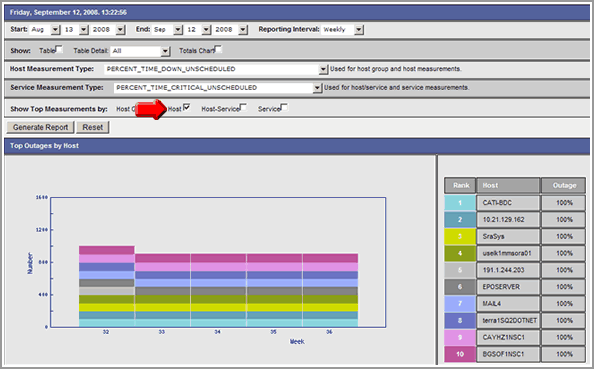 Friday, September 12, 2008. 13:22:56
Start: Aug 13 2008 End: Sep 12 2008 Reporting Interval: Weekly
Show: Table Table Detail: All Totals Chart
Host Measurement Type: PERCENT_TIME_DOWN_UNSCHEDULED Used for host group and host measurements.
Service Measurement Type: PERCENT_TIME_CRITICAL_UNSCHEDULED Used for host/service and service measurements.
Show Top Measurements by: Host Host Host-Service Service
Generate Report Reset
Top Outages by Host
1600
1200
800
400
0
Number
32 33 34 35 36
Week
Rank Host Outage
1 CATI-BDC 100%
2 10.21.129.162 100%
3 SraSys 100%
4 uselk1mmsora01 100%
5 191.1.244.203 100%
6 EPOSERVER 100%
7 MAIL4 100%
8 terra1SQ2DOTNET 100%
9 CAYHZ1NSC1 100%
10 BGSOF1NSC1 100%